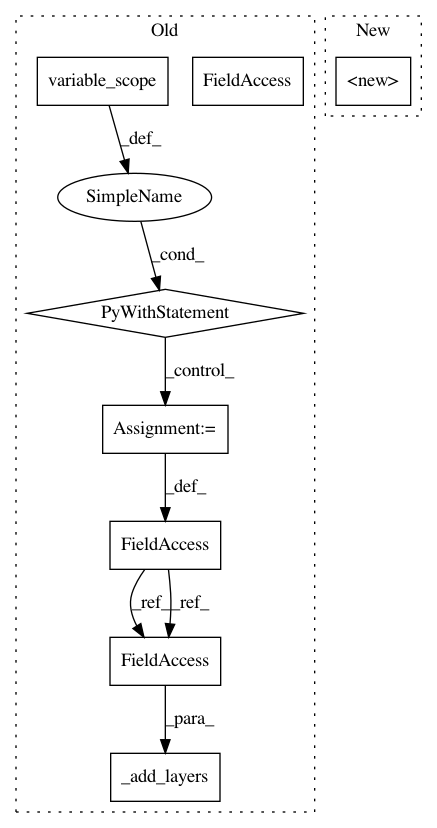 Old
New
variable_scope
FieldAccess
<new>
_def_
SimpleName
_cond_
PyWithStatement
_control_
Assignment:=
_def_
FieldAccess
_ref_
_ref_
FieldAccess
_para_
_add_layers